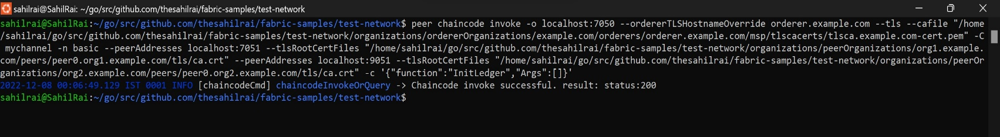 sahilrai@SahilRai: ~/go/src/github.com/thesahilrai/fabric-samples/test-network
sahilrai@SahilRai:~/go/src/github.com/thesahilrai/fabric-samples/test-network$ peer chaincode invoke -o localhost:7050 --ordererTLSHostnameOverride orderer.example.com --tls --cafile "/home
/sahilrai/go/src/github.com/thesahilrai/fabric-samples/test-network/organizations/ordererOrganizations/example.com/orderers/orderer.example.com/msp/tlscacerts/tlsca.example.com-cert.pem" -C
mychannel -n basic --peerAddresses localhost:7051 --tlsRootCertFiles "/home/sahilrai/go/src/github.com/thesahilrai/fabric-samples/test-network/organizations/peerOrganizations/org1.example.
com/peers/peer0.org1.example.com/tls/ca.crt" --peerAddresses localhost:9051 --tlsRootCertFiles "/home/sahilrai/go/src/github.com/thesahilrai/fabric-samples/test-network/organizations/peerOr
ganizations/org2.example.com/peers/peer0.org2.example.com/tls/ca.crt" -c '{"function":"InitLedger","Args":[]}'
2022-12-08 00:06:49.129 IST 0001 INFO [chaincodeCmd] chaincodeInvokeOrQuery -> Chaincode invoke successful. result: status:200
sahilrai@SahilRai:~/go/src/github.com/thesahilrai/fabric-samples/test-network$